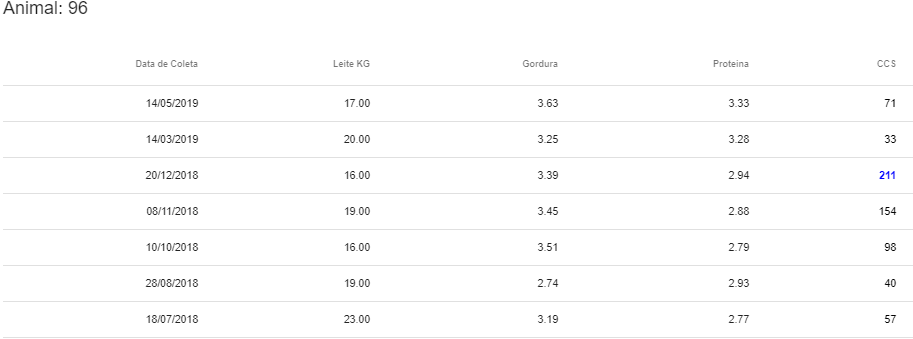 Animal: 96
Data de Coleta Leite KG Gordura Proteina CCS
14/05/2019 17.00 3.63 3.33 71
14/03/2019 20.00 3.25 3.28 33
20/12/2018 16.00 3.39 2.94 211
08/11/2018 19.00 3.45 2.88 154
10/10/2018 16.00 3.51 2.79 98
28/08/2018 19.00 2.74 2.93 40
18/07/2018 23.00 3.19 2.77 57